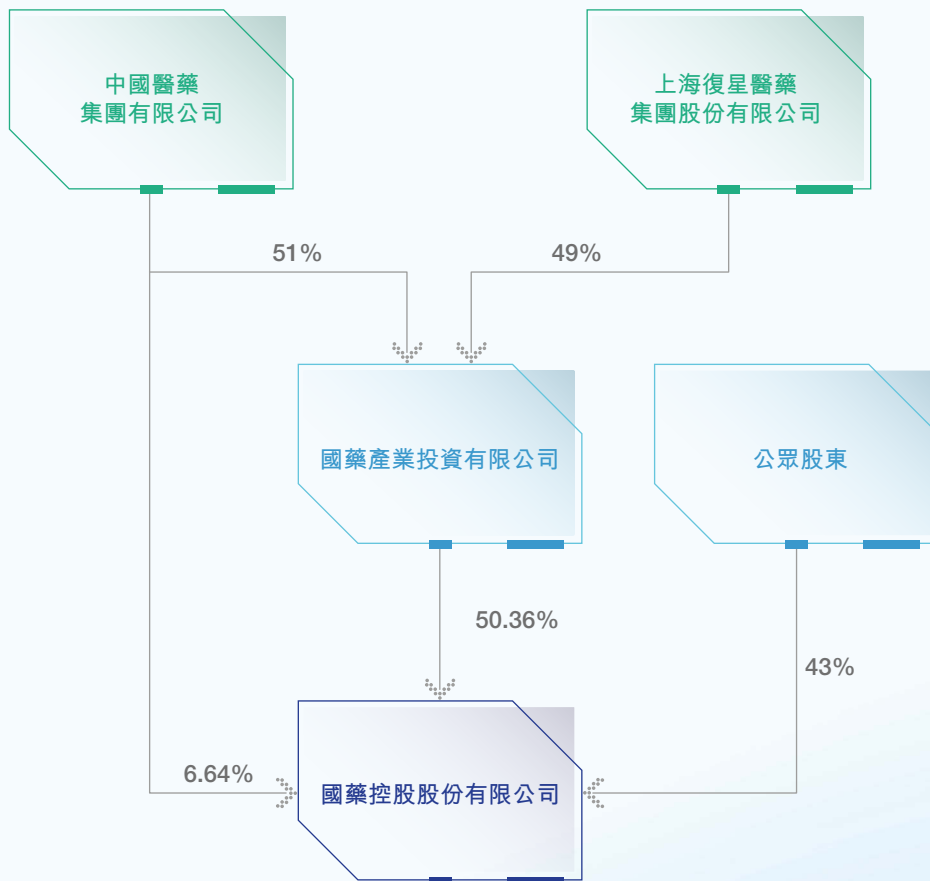 中國醫藥
集團有限公司
上海復星醫藥
集團股份有限公司
51%
49%
國藥產業投資有限公司
公眾股東
50.36%
43%
6.64%
國藥控股股份有限公司